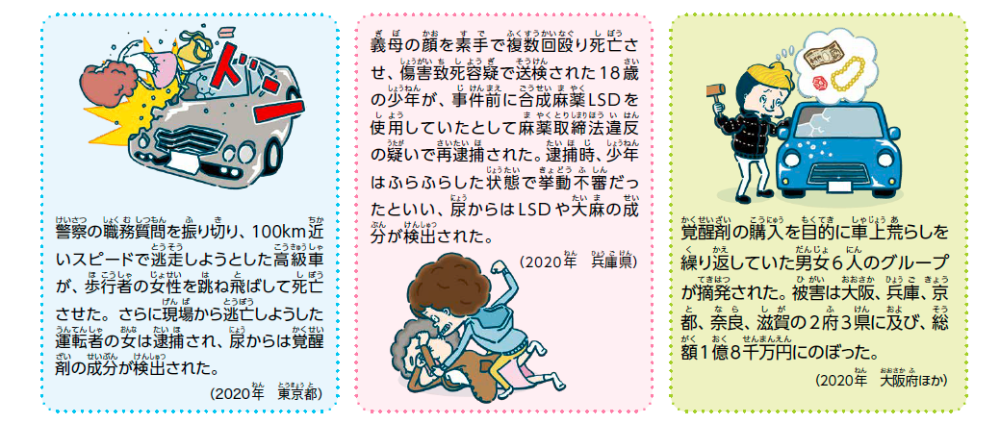 ドン
警察の職務質問を振り切り、100km近
いスピードで逃走しようとした高級車
が、歩行者の女性を跳ね飛ばして死亡
させた。さらに現場から逃亡しようした
運転者の女は逮捕され、尿からは覚醒
剤の成分が検出された。
(2020年　東京都)
義母の顔を素手で複数回殴り死亡さ
せ、傷害致死容疑で送検された18歳
の少年が、事件前に合成麻薬LSDを
使用していたとして麻薬取締法違反
の疑いで再逮捕された。逮捕時、少年
はふらふらした状態で挙動不審だっ
たといい、尿からはLSDや大麻の成
分が検出された。
(2020年　兵庫県)
覚醒剤の購入を目的に車上荒らしを
繰り返していた男女6人のグループ
が摘発された。被害は大阪、兵庫、京
都、奈良、滋賀の2府3県に及び、総
額1億8千万円にのぼった。
(2020年　大阪府ほか)